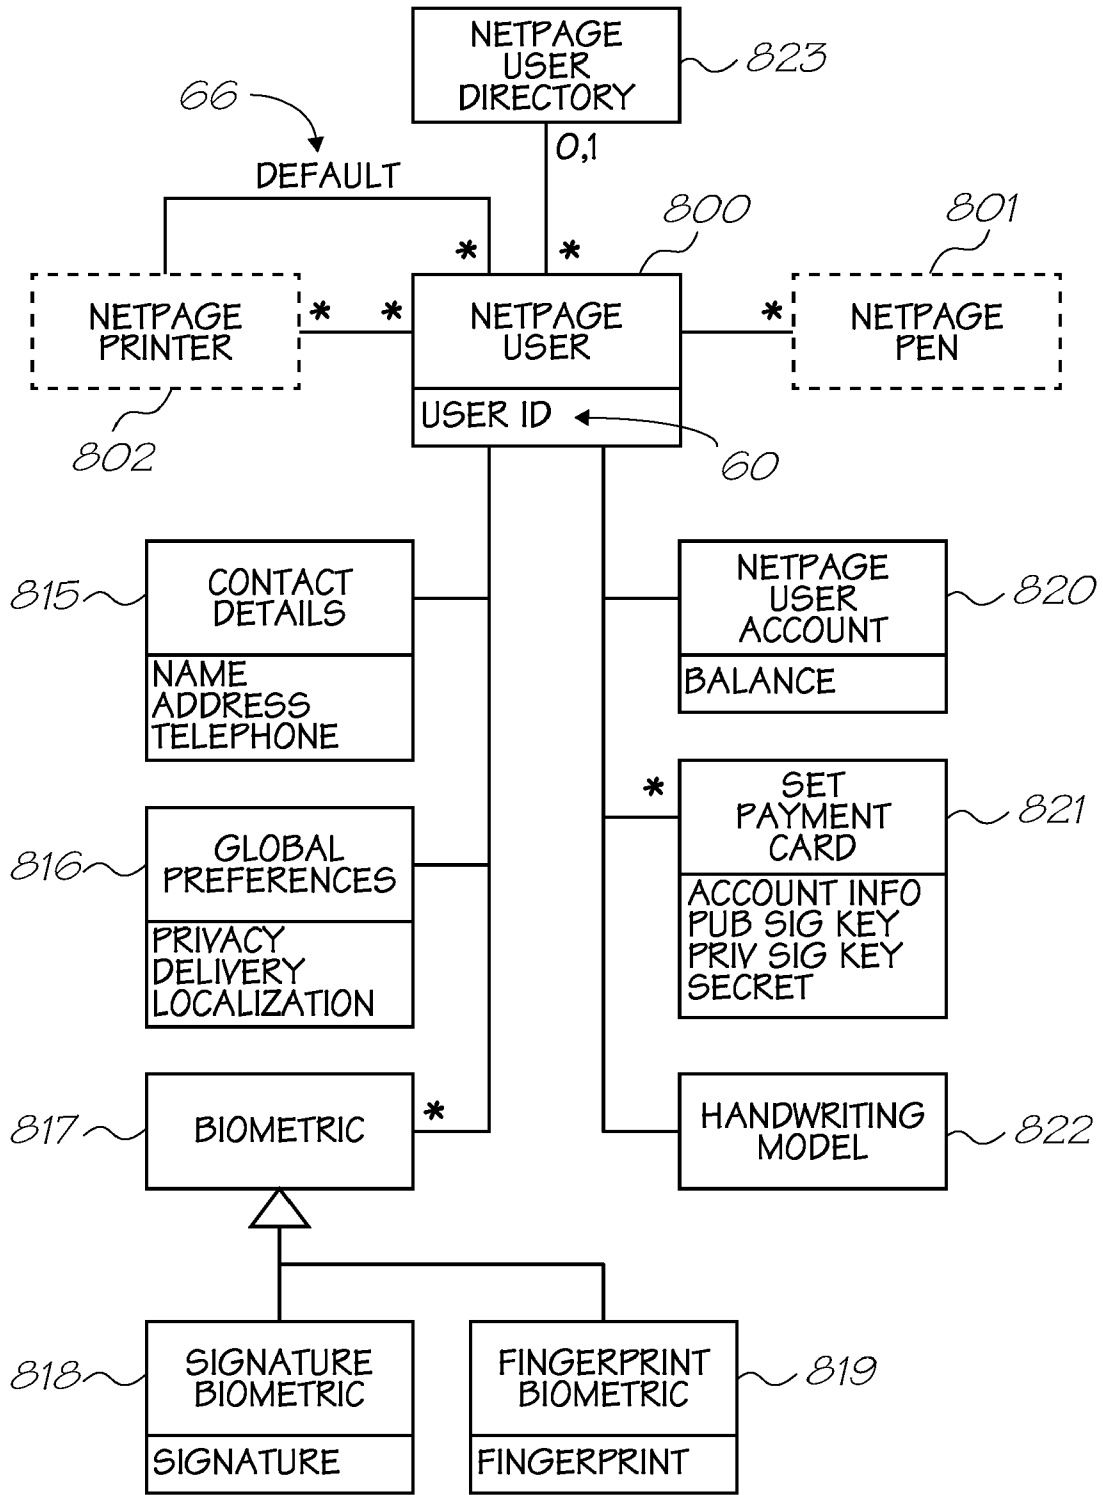 NETPAGE
USER
DIRECTORY
823
66
0,1
DEFAULT
800
801
*
*
NETPAGE
PRINTER
*
*
NETPAGE
USER
*
NETPAGE
PEN
802
USER ID
60
815
CONTACT
DETAILS
NAME
ADDRESS
TELEPHONE
NETPAGE
USER
ACCOUNT
820
BALANCE
816
GLOBAL
PREFERENCES
PRIVACY
DELIVERY
LOCALIZATION
*
SET
PAYMENT
CARD
821
ACCOUNT INFO
PUB SIG KEY
PRIV SIG KEY
SECRET
817
BIOMETRIC
*
HANDWRITING
MODEL
822
818
SIGNATURE
BIOMETRIC
SIGNATURE
FINGERPRINT
BIOMETRIC
819
FINGERPRINT